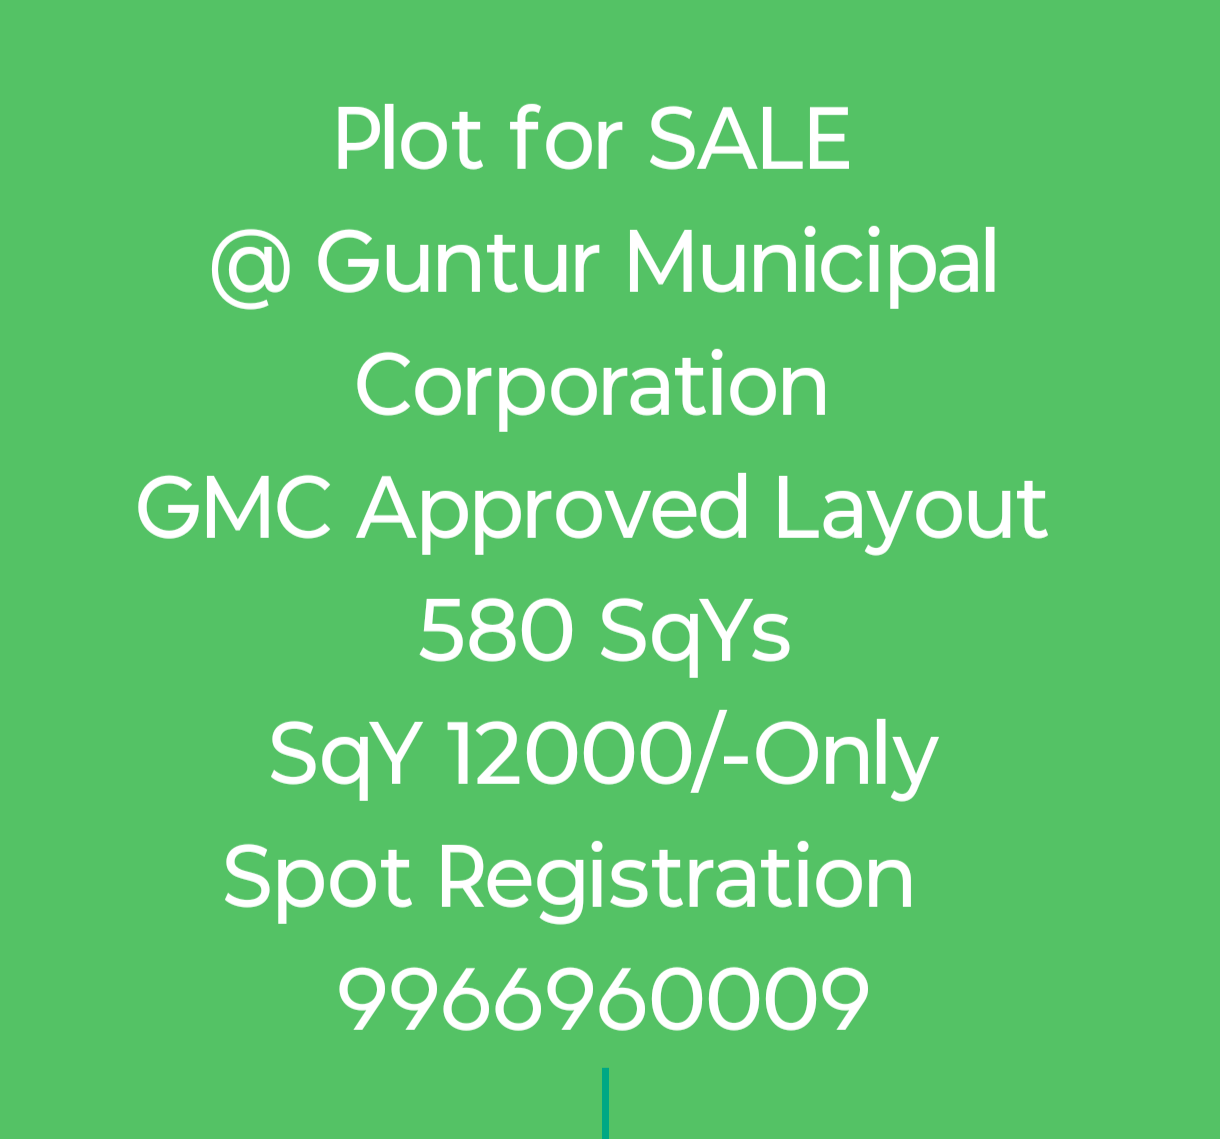 Plot for SALE
@ Guntur Municipal
Corporation
GMC Approved Layout
580 SqYs
SqY 12000/-Only
Spot Registration
9966960009